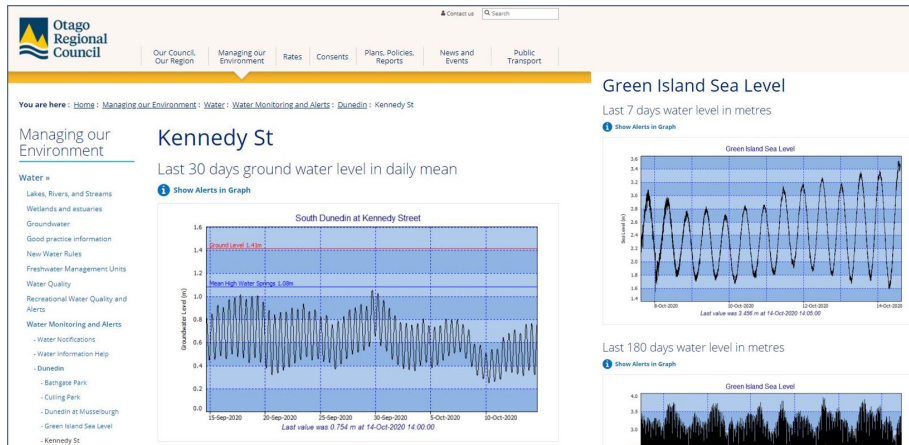 Contact us
Search
Otago
Regional
Council
Our Council,
Our Region
Managing our
Environment
Rates
Consents
Plans, Policies,
Reports
News and
Events
Public
Transport
You are here : Home : Managing our Environment : Water : Water Monitoring and Alerts : Dunedin : Kennedy St
Managing our
Environment
Water »
Lakes, Rivers, and Streams
Wetlands and estuaries
Groundwater
Good practice information
New Water Rules
Freshwater Management Units
Water Quality
Recreational Water Quality and
Alerts
Water Monitoring and Alerts
- Water Notifications
- Water Information Help
- Dunedin
- Bathgate Park
- Culling Park
- Dunedin at Musselburgh
- Green Island Sea Level
- Kennedy St
Kennedy St
Last 30 days ground water level in daily mean
Show Alerts in Graph
South Dunedin at Kennedy Street
Groundwater Level (m)
1.6
1.4
1.2
1.0
0.8
0.6
0.4
0.2
0.0
Ground Level 1.41m
Mean High Water Springs 1.08m
15-Sep-2020 20-Sep-2020 25-Sep-2020 30-Sep-2020 5-Oct-2020 10-Oct-2020
Last value was 0.754 m at 14-Oct-2020 14:00:00
Green Island Sea Level
Last 7 days water level in metres
Show Alerts in Graph
Green Island Sea Level
Sea Level (m)
3.6
3.4
3.2
3.0
2.8
2.6
2.4
2.2
2.0
1.8
1.6
1.4
8-Oct-2020 10-Oct-2020 12-Oct-2020 14-Oct-2020
Last value was 3.456 m at 14-Oct-2020 14:05:00
Last 180 days water level in metres
Show Alerts in Graph
Green Island Sea Level
4.0
3.5
3.0